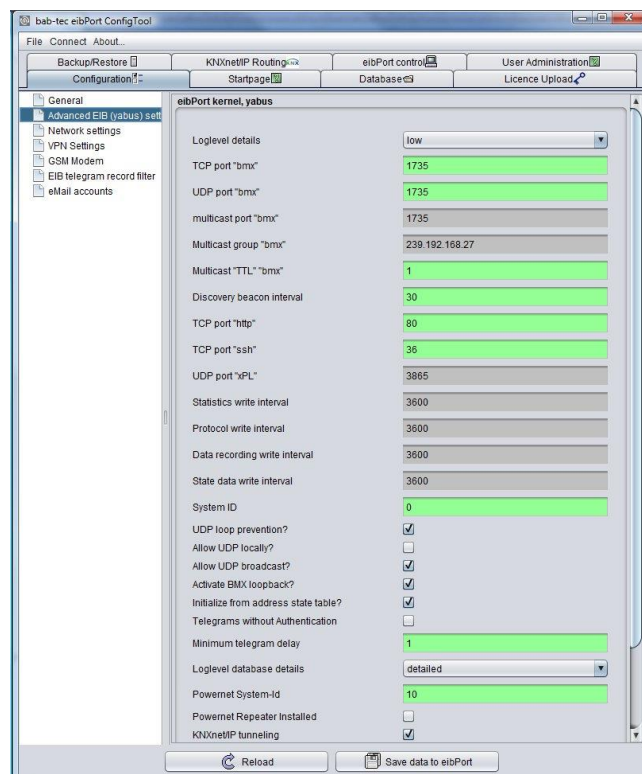 bab-tec eibPort ConfigTool
File Connect About...
Backup/Restore KNXnet/IP Routing KNX eibPort control User Administration
Configuration Startpage Database Licence Upload
General
Advanced EIB (yabus) sett
Network settings
VPN Settings
GSM Modem
EIB telegram record filter
eMail accounts
eibPort kernel, yabus
Loglevel details low
TCP port "bmx" 1735
UDP port "bmx" 1735
multicast port "bmx" 1735
Multicast group "bmx" 239.192.168.27
Multicast "TTL" "bmx" 1
Discovery beacon interval 30
TCP port "http" 80
TCP port "ssh" 36
UDP port "xPL" 3865
Statistics write interval 3600
Protocol write interval 3600
Data recording write interval 3600
State data write interval 3600
System ID 0
UDP loop prevention?
Allow UDP locally?
Allow UDP broadcast?
Activate BMX loopback?
Initialize from address state table?
Telegrams without Authentication
Minimum telegram delay 1
Loglevel database details detailed
Powernet System-Id 10
Powernet Repeater Installed
KNXnet/IP tunneling
Reload Save data to eibPort